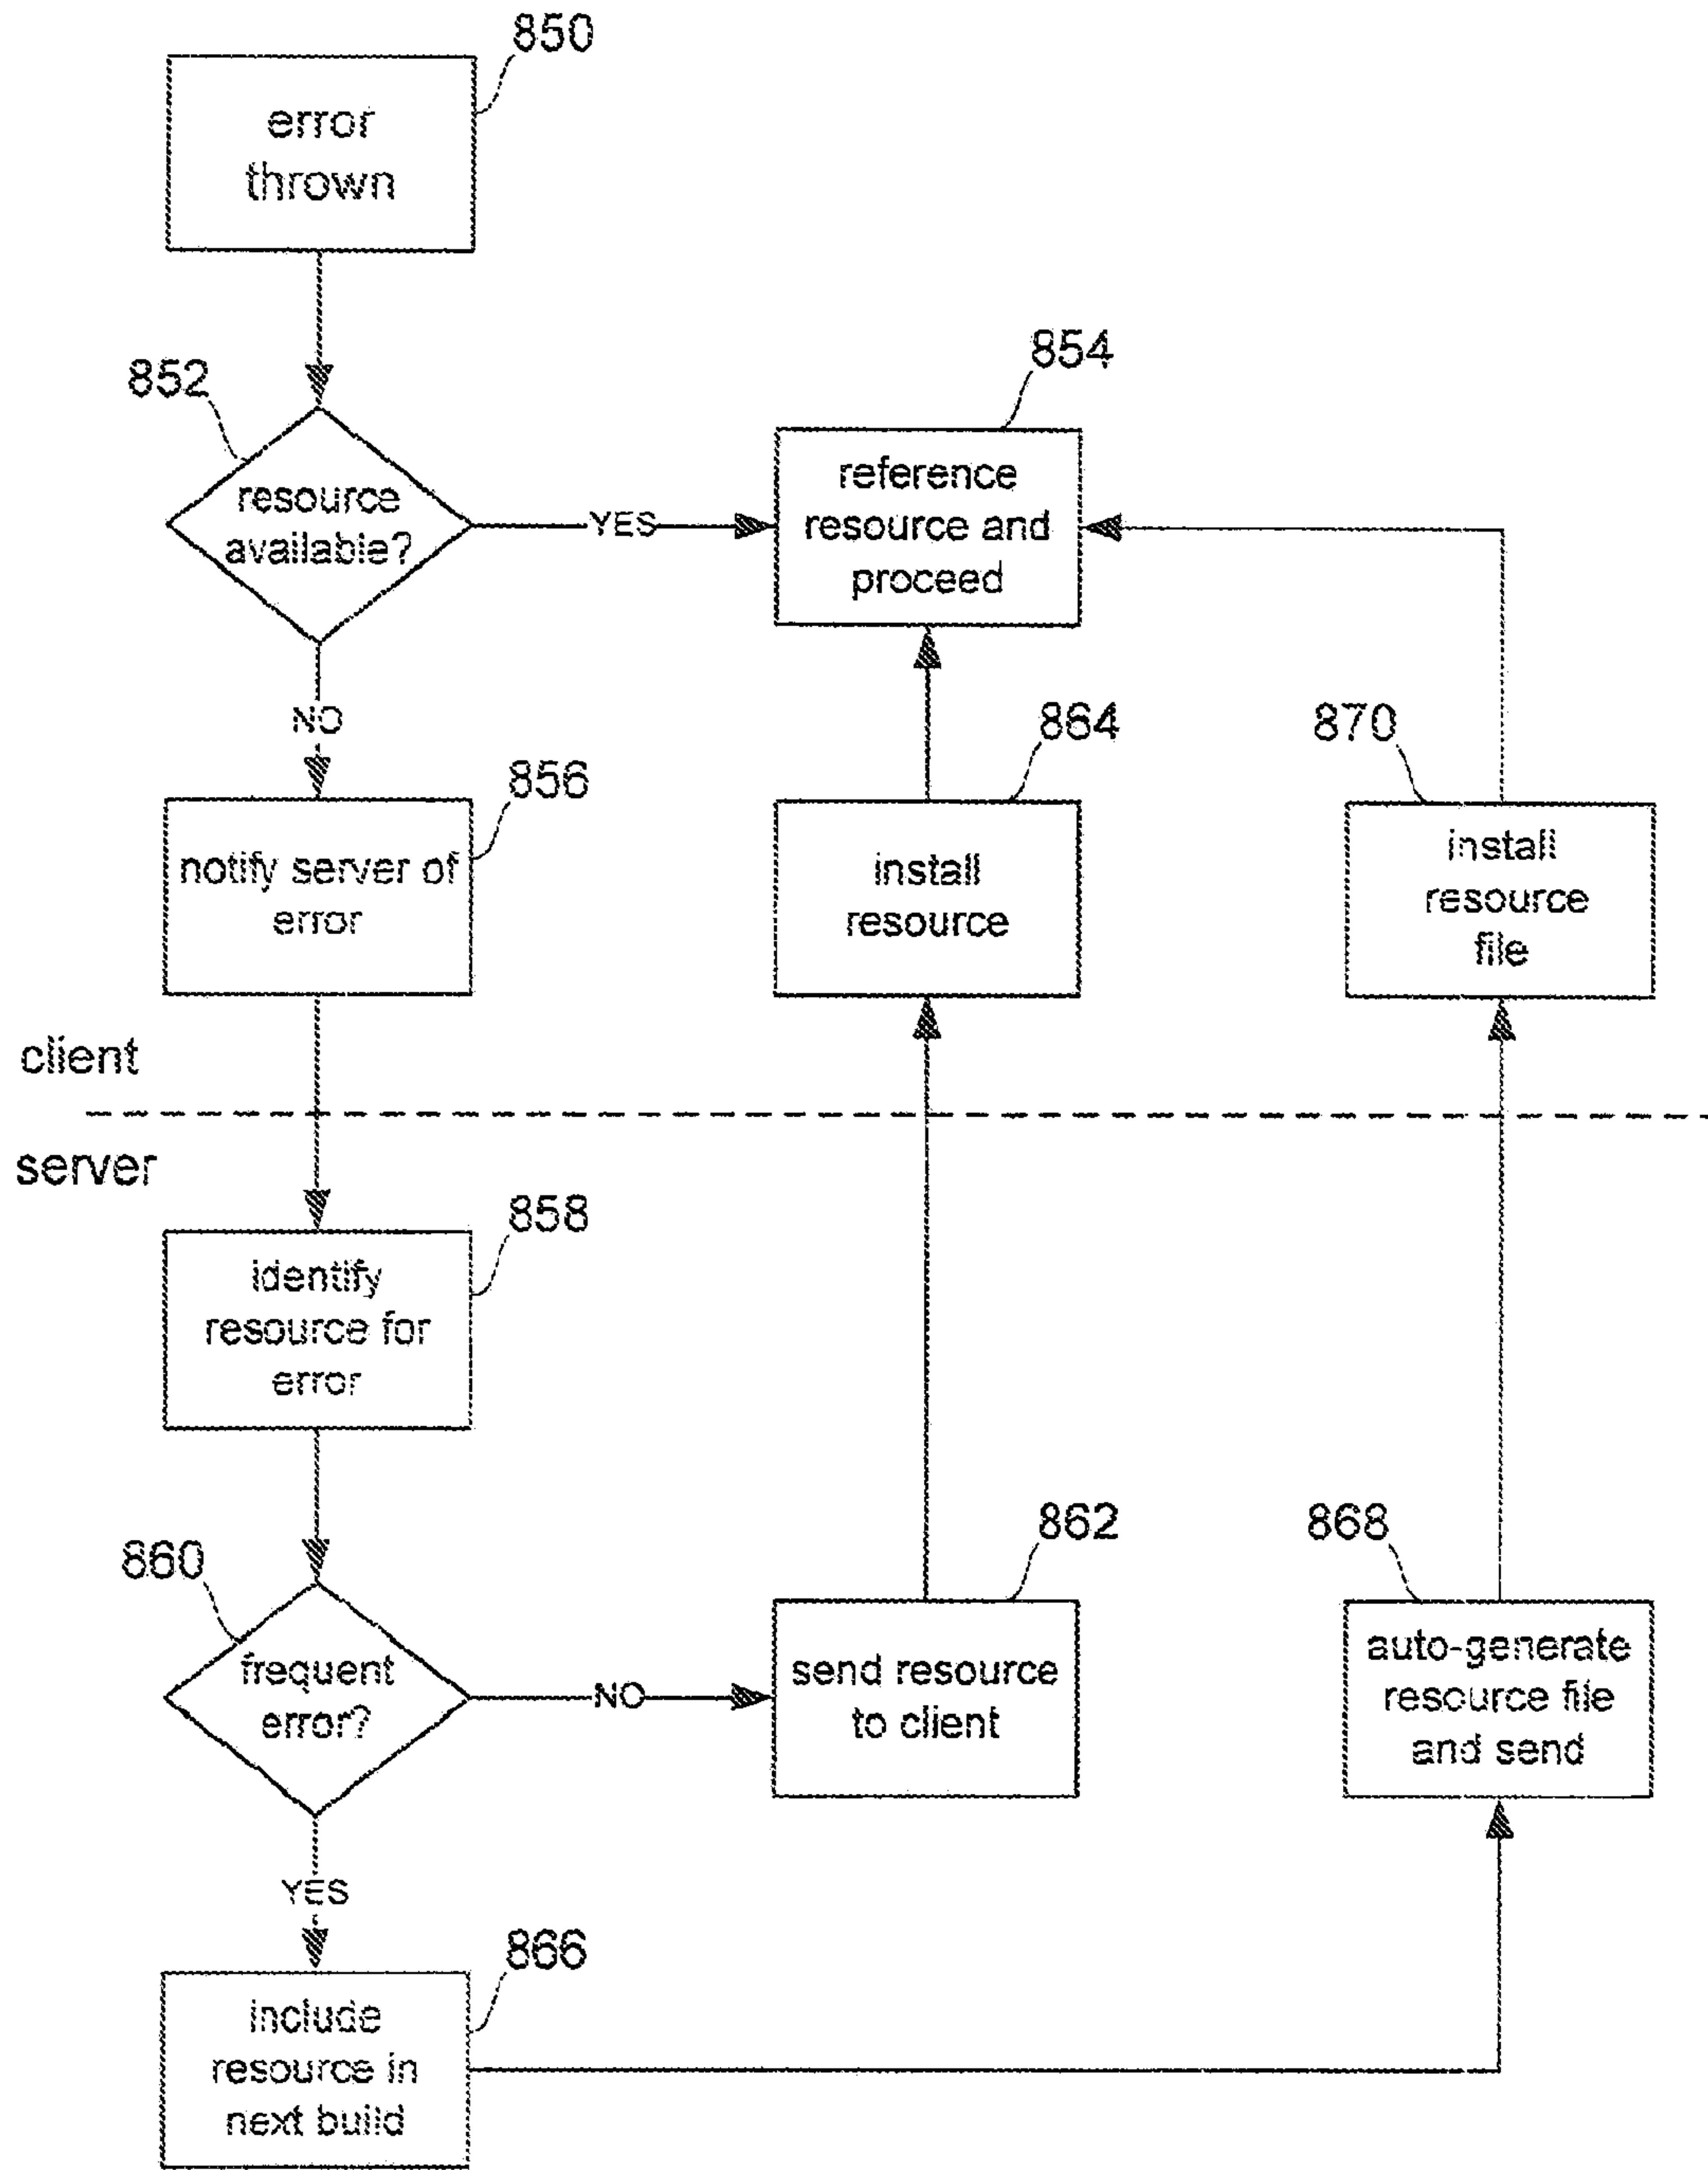 850
error
thrown
852
resource
available?
YES
854
reference
resource and
proceed
NO
856
notify server of
error
864
install
resource
870
install
resource
file
client
server
858
identify
resource for
error
860
frequent
error?
NO
862
send resource
to client
868
auto-generate
resource file
and send
YES
866
include
resource in
next build